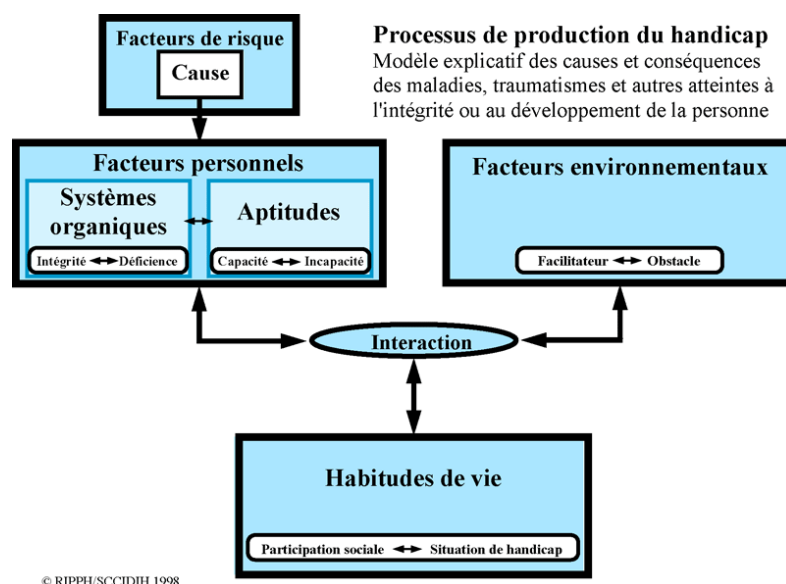 Processus de production du handicap
Modèle explicatif des causes et conséquences
des maladies, traumatismes et autres atteintes à
l'intégrité ou au développement de la personne
Facteurs de risque
Cause
Facteurs personnels
Systèmes
organiques
Intégrité Déficience
Aptitudes
Capacité Incapacité
Facteurs environnementaux
Facilitateur Obstacle
Interaction
Habitudes de vie
Participation sociale Situation de handicap
© RIPPH/SCCIDIH 1998